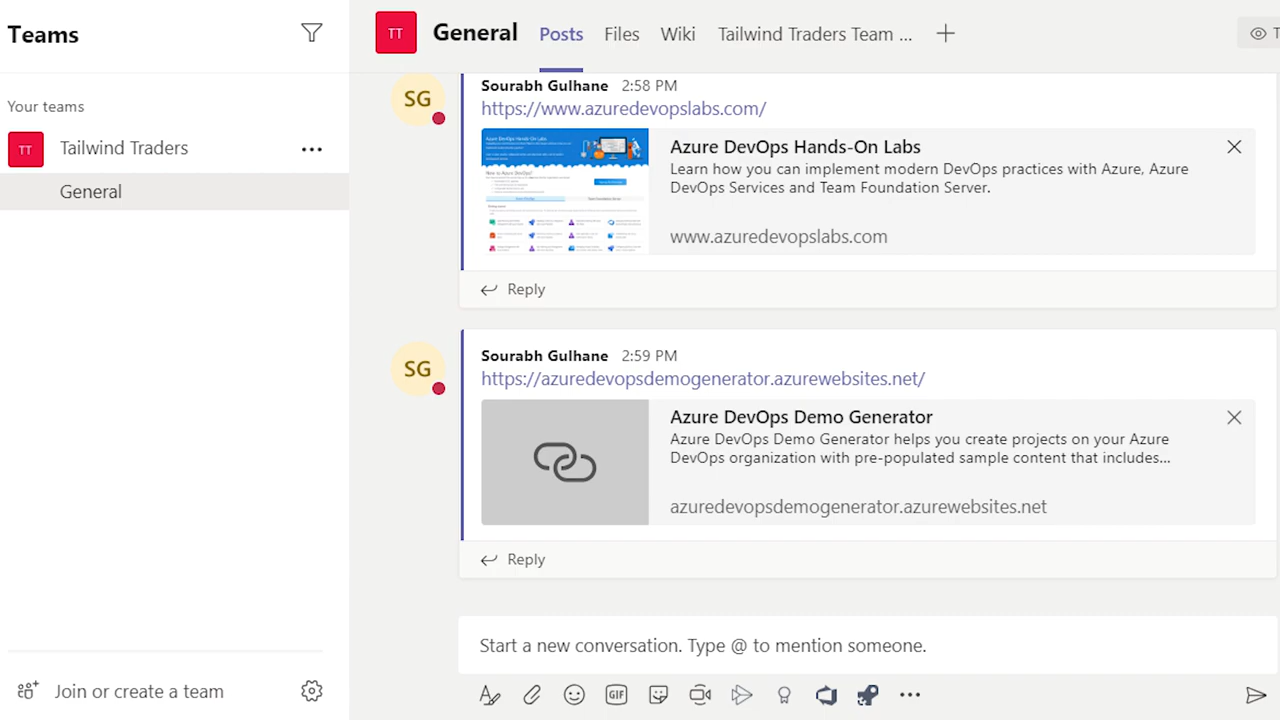 Teams
Your teams
TT
Tailwind Traders
General
Join or create a team
TT
General
Posts
Files
Wiki
Tailwind Traders Team ...
SG
Sourabh Gulhane 2:58 PM
https://www.azuredevopslabs.com/
Azure DevOps Hands-On Labs
Learn how you can implement modern DevOps practices with Azure, Azure
DevOps Services and Team Foundation Server.
www.azuredevopslabs.com
Reply
SG
Sourabh Gulhane 2:59 PM
https://azuredevopsdemogenerator.azurewebsites.net/
Azure DevOps Demo Generator
Azure DevOps Demo Generator helps you create projects on your Azure
DevOps organization with pre-populated sample content that includes...
azuredevopsdemogenerator.azurewebsites.net
Reply
Start a new conversation. Type @ to mention someone.
GIF